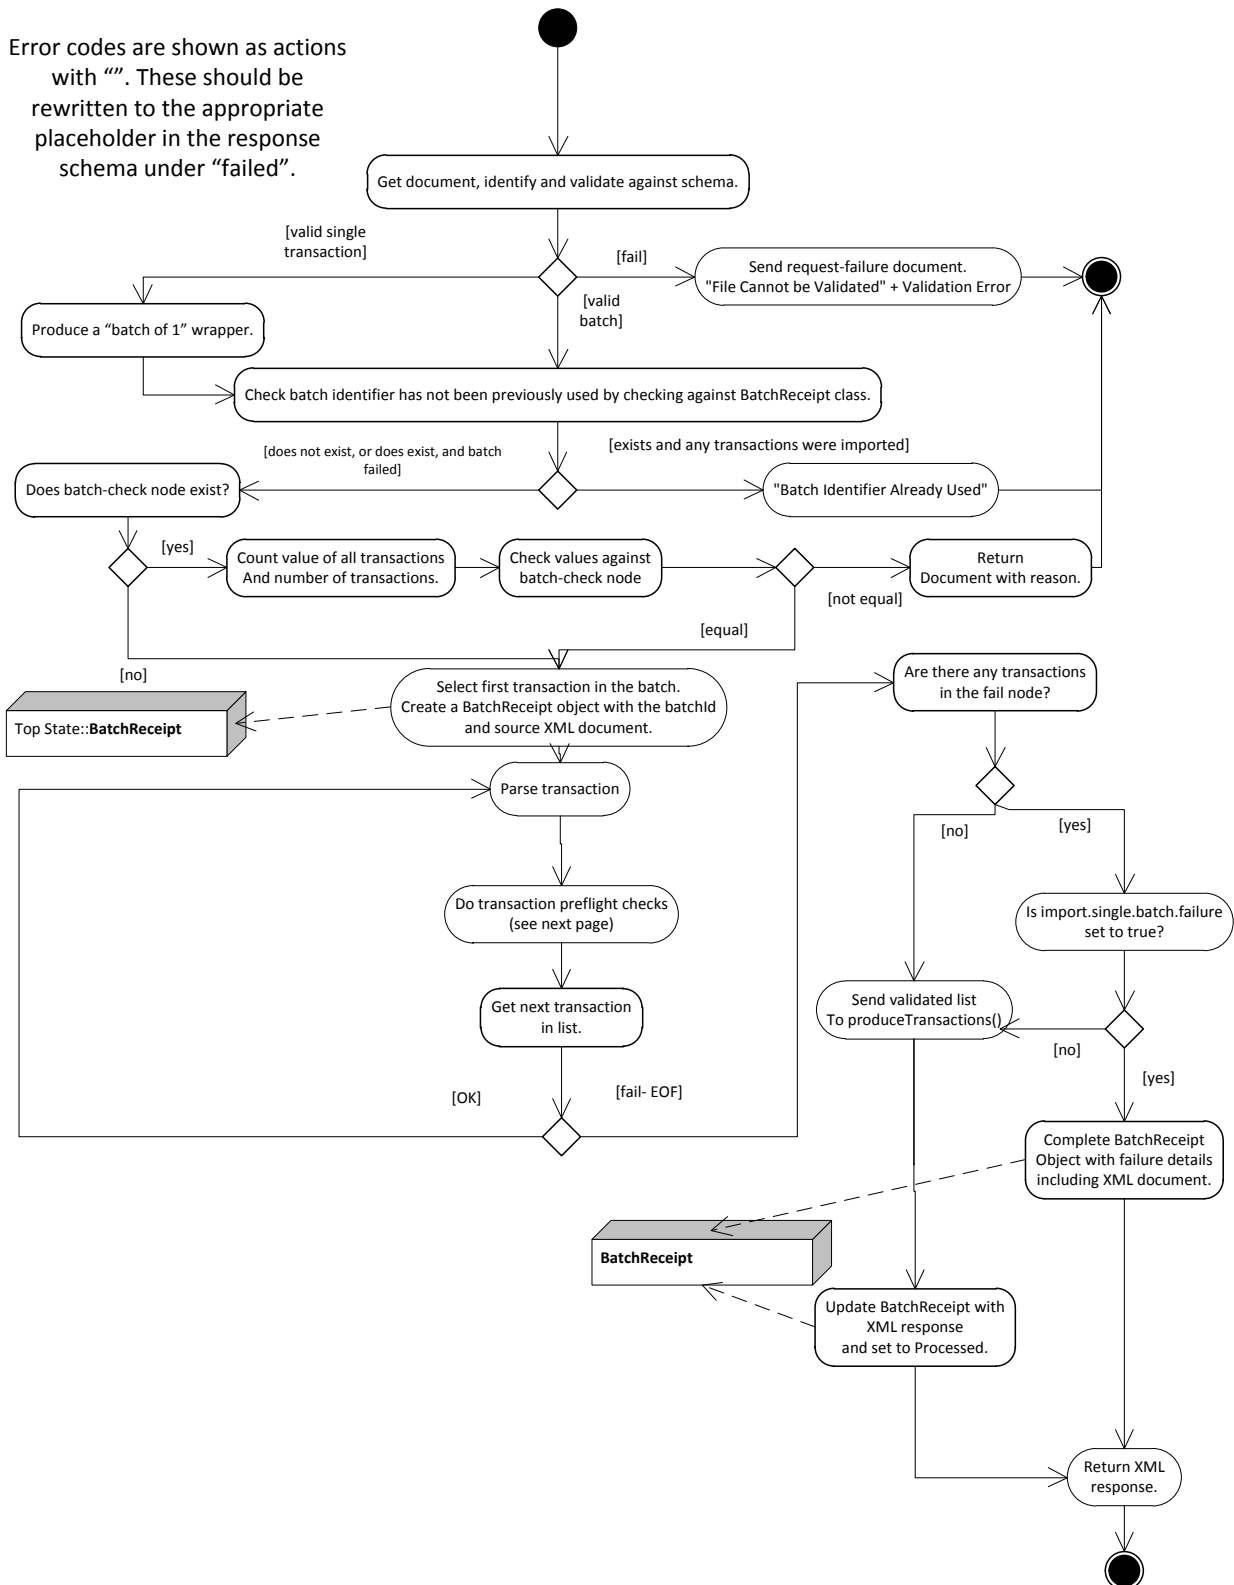 Error codes are shown as actions
with “”. These should be
rewritten to the appropriate
placeholder in the response
schema under “failed”.
Get document, identify and validate against schema.
[valid single
transaction]
[fail]
Send request-failure document.
"File Cannot be Validated" + Validation Error
[valid
batch]
Produce a “batch of 1” wrapper.
Check batch identifier has not been previously used by checking against BatchReceipt class.
[does not exist, or does exist, and batch
failed]
[exists and any transactions were imported]
Does batch-check node exist?
"Batch Identifier Already Used"
[yes]
Count value of all transactions
And number of transactions.
Check values against
batch-check node
Return
Document with reason.
[not equal]
[equal]
[no]
Select first transaction in the batch.
Create a BatchReceipt object with the batchId
and source XML document.
Are there any transactions
in the fail node?
Top State::BatchReceipt
Parse transaction
[no]
[yes]
Do transaction preflight checks
(see next page)
Is import.single.batch.failure
set to true?
Get next transaction
in list.
Send validated list
To produceTransactions()
[no]
[yes]
[OK]
[fail- EOF]
Complete BatchReceipt
Object with failure details
including XML document.
BatchReceipt
Update BatchReceipt with
XML response
and set to Processed.
Return XML
response.